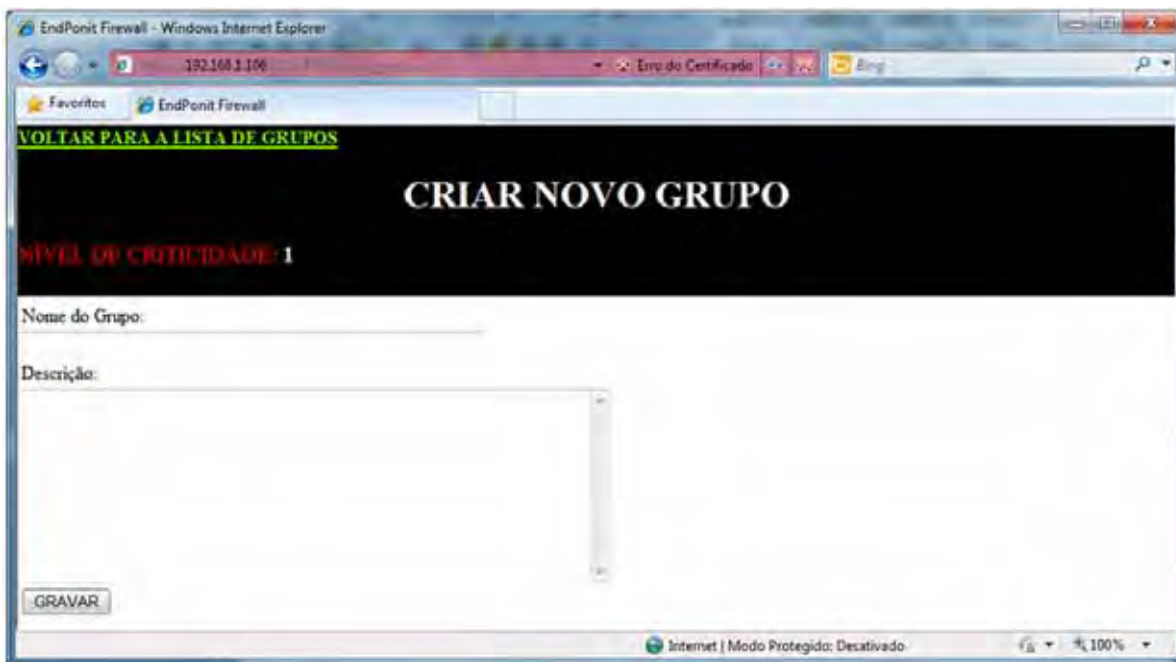 EndPonit Firewall - Windows Internet Explorer
192.168.1.106 Erro do Certificado Bing
Favoritos EndPonit Firewall
VOLTAR PARA A LISTA DE GRUPOS
CRIAR NOVO GRUPO
NÍVEL DE CRITICIDADE: 1
Nome do Grupo:
Descrição:
GRAVAR
Internet | Modo Protegido: Desativado 100%